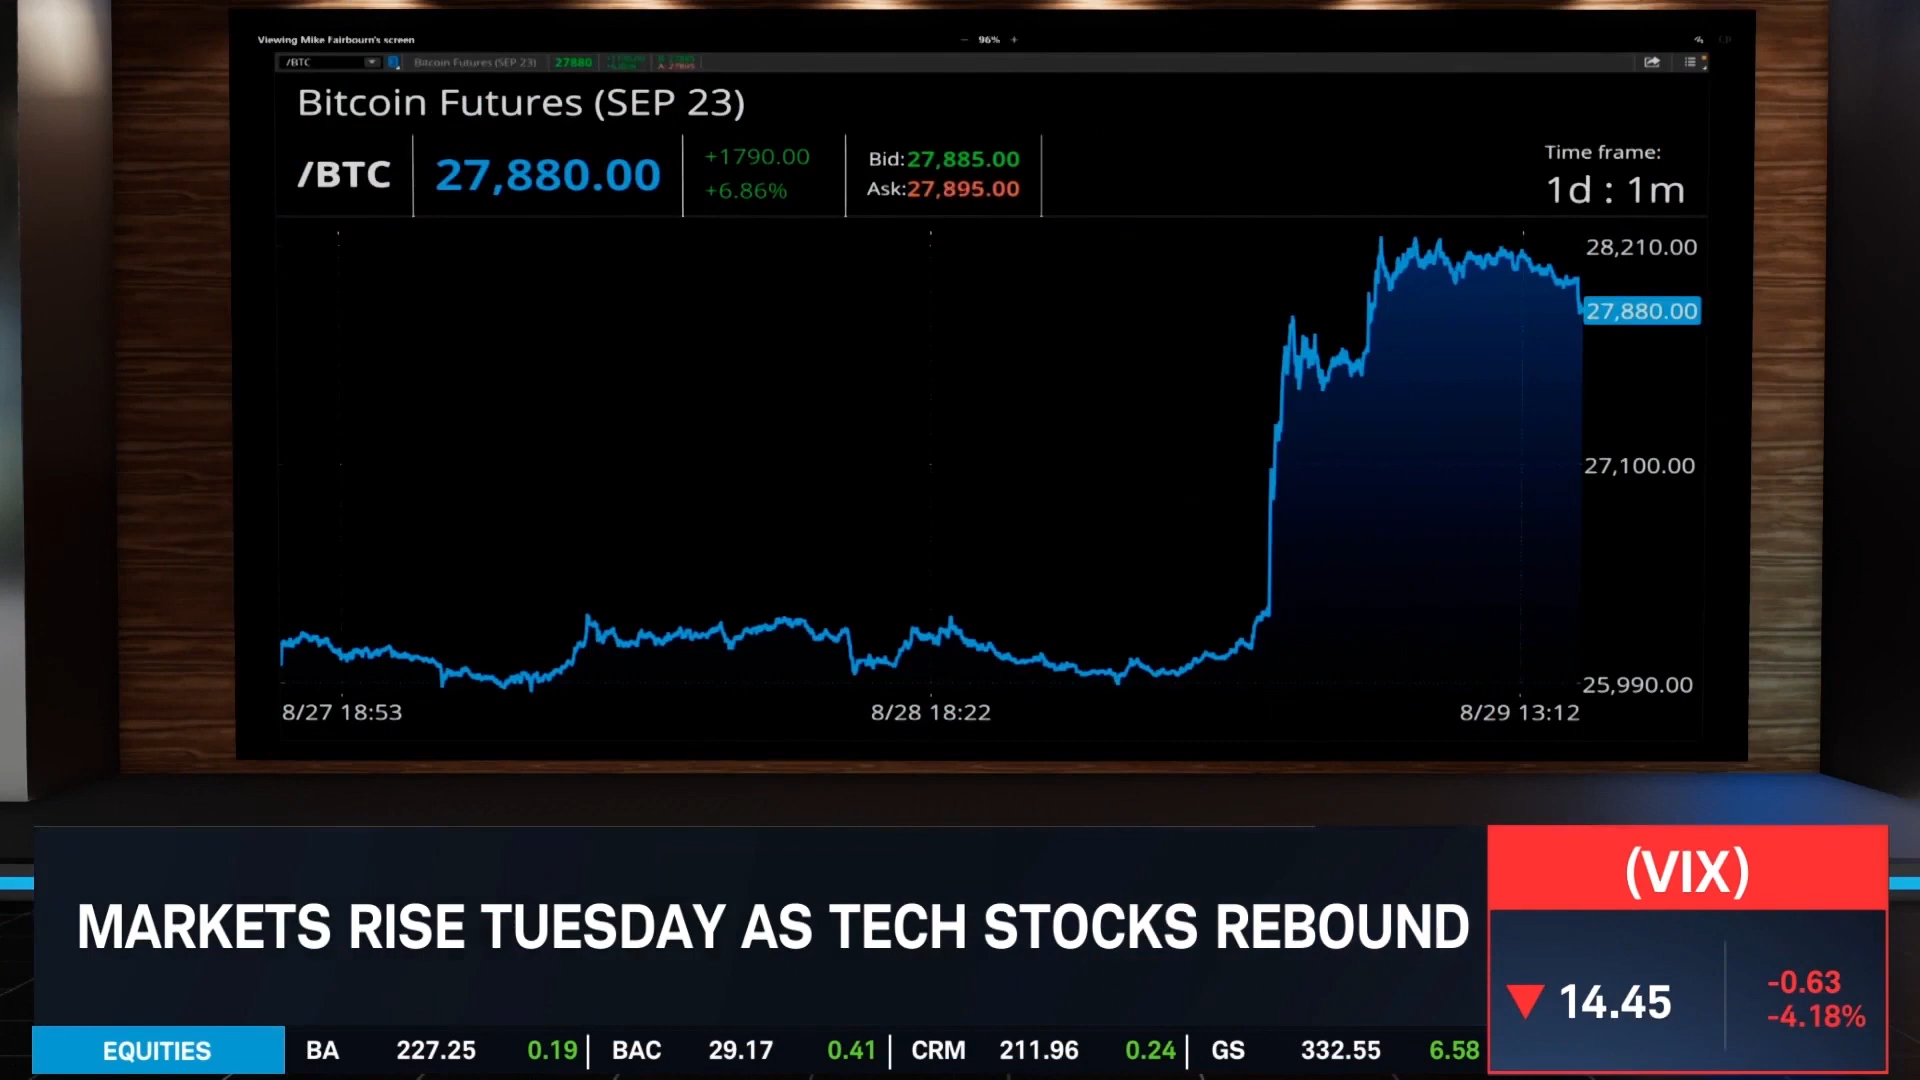 Viewing Mike Fairbourn's screen
96%
/BTC
Bitcoin Futures (SEP 23)
27880
Bitcoin Futures (SEP 23)
/BTC
27,880.00
+1790.00
+6.86%
Bid:27,885.00
Ask:27,895.00
Time frame:
1d : 1m
28,210.00
27,880.00
27,100.00
25,990.00
8/27 18:53
8/28 18:22
8/29 13:12
MARKETS RISE TUESDAY AS TECH STOCKS REBOUND
(VIX)
14.45
-0.63
-4.18%
EQUITIES
BA 227.25 0.19 | BAC 29.17 0.41 | CRM 211.96 0.24 | GS 332.55 6.58